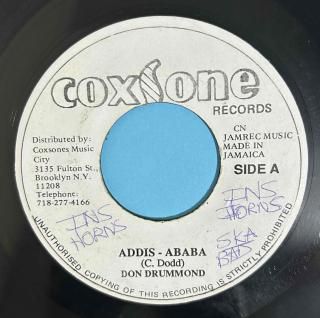 coxsone
RECORDS
Distributed by:
Coxsones Music
City
3135 Fulton St.,
Brooklyn N.Y.
11208
Telephone:
718-277-4166
CN
JAMREC MUSIC
MADE IN
JAMAICA
SIDE A
INS
HORNS
INS
HORNS
SKA
ADDIS - ABABA
(C. Dodd)
DON DRUMMOND
UNAUTHORISED COPYING OF THIS RECORDING IS STRICTLY PROHIBITED